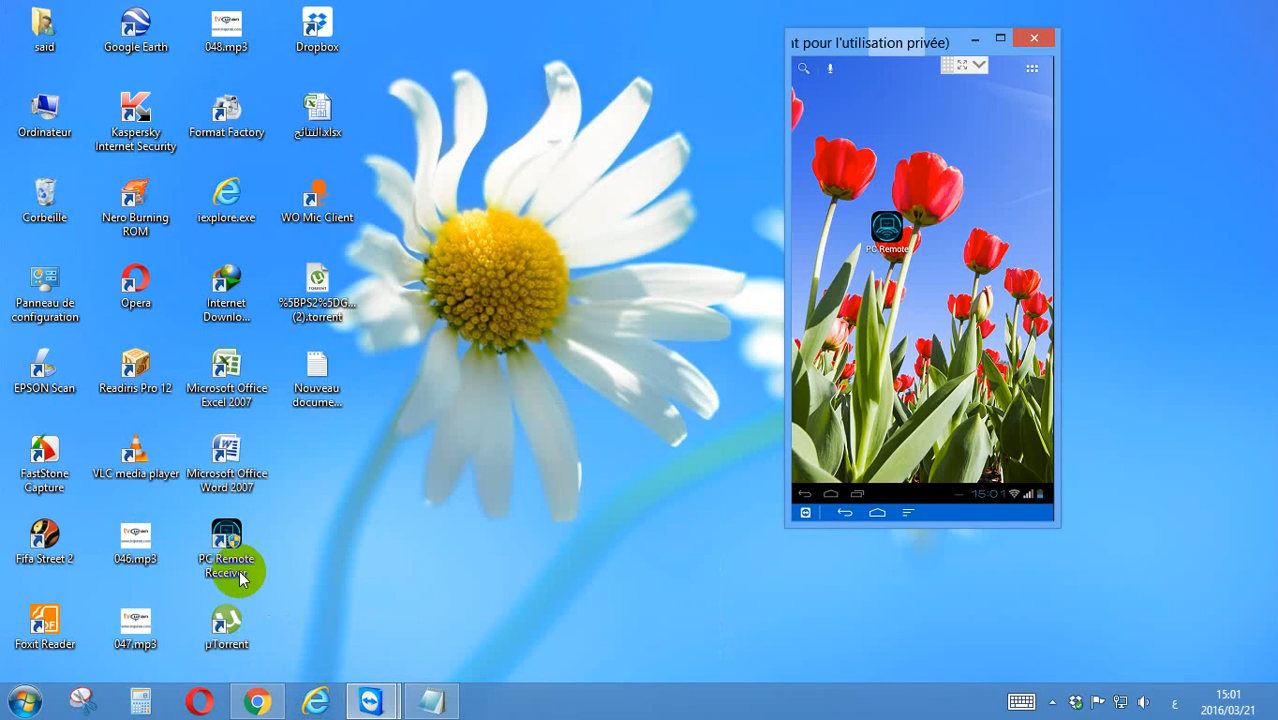 said
Google Earth
048.mp3
Dropbox
Ordinateur
Kaspersky
Internet Security
Format Factory
النتائج.xlsx
Corbeille
Nero Burning
ROM
iexplore.exe
WO Mic Client
Panneau de
configuration
Opera
Internet
Downlo...
TORRENT
%5BPS2%5DG...
(2).torrent
EPSON Scan
Readiris Pro 12
Microsoft Office
Excel 2007
Nouveau
docume...
FastStone
Capture
VLC media player
Microsoft Office
Word 2007
Fifa Street 2
046.mp3
PC Remote
Receiver
Foxit Reader
047.mp3
µTorrent
nt pour l'utilisation privée)
PC Remote
15:01
ع
15:01
2016/03/21